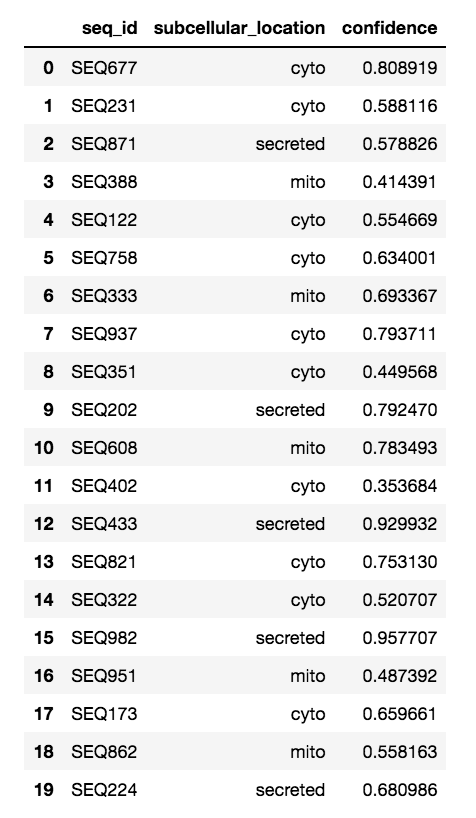 seq_id subcellular_location confidence
0 SEQ677 cyto 0.808919
1 SEQ231 cyto 0.588116
2 SEQ871 secreted 0.578826
3 SEQ388 mito 0.414391
4 SEQ122 cyto 0.554669
5 SEQ758 cyto 0.634001
6 SEQ333 mito 0.693367
7 SEQ937 cyto 0.793711
8 SEQ351 cyto 0.449568
9 SEQ202 secreted 0.792470
10 SEQ608 mito 0.783493
11 SEQ402 cyto 0.353684
12 SEQ433 secreted 0.929932
13 SEQ821 cyto 0.753130
14 SEQ322 cyto 0.520707
15 SEQ982 secreted 0.957707
16 SEQ951 mito 0.487392
17 SEQ173 cyto 0.659661
18 SEQ862 mito 0.558163
19 SEQ224 secreted 0.680986